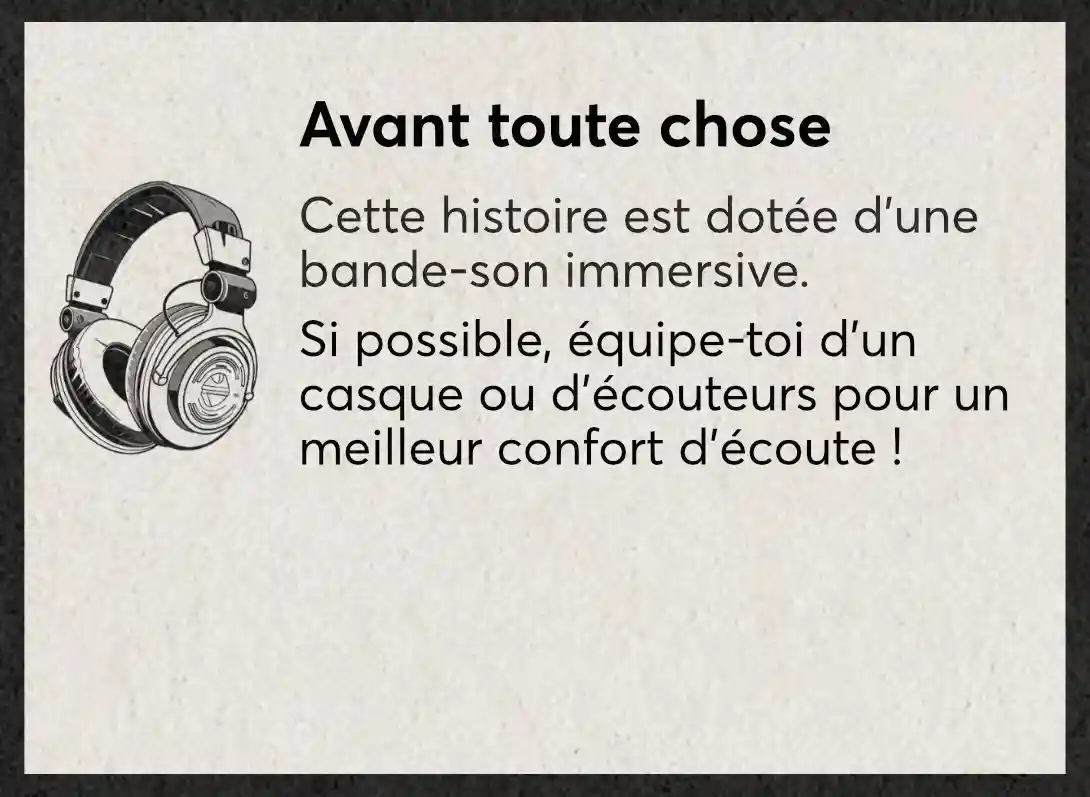 Avant toute chose
Cette histoire est dotée d'une
bande-son immersive.
Si possible, équipe-toi d'un
casque ou d'écouteurs pour un
meilleur confort d'écoute !